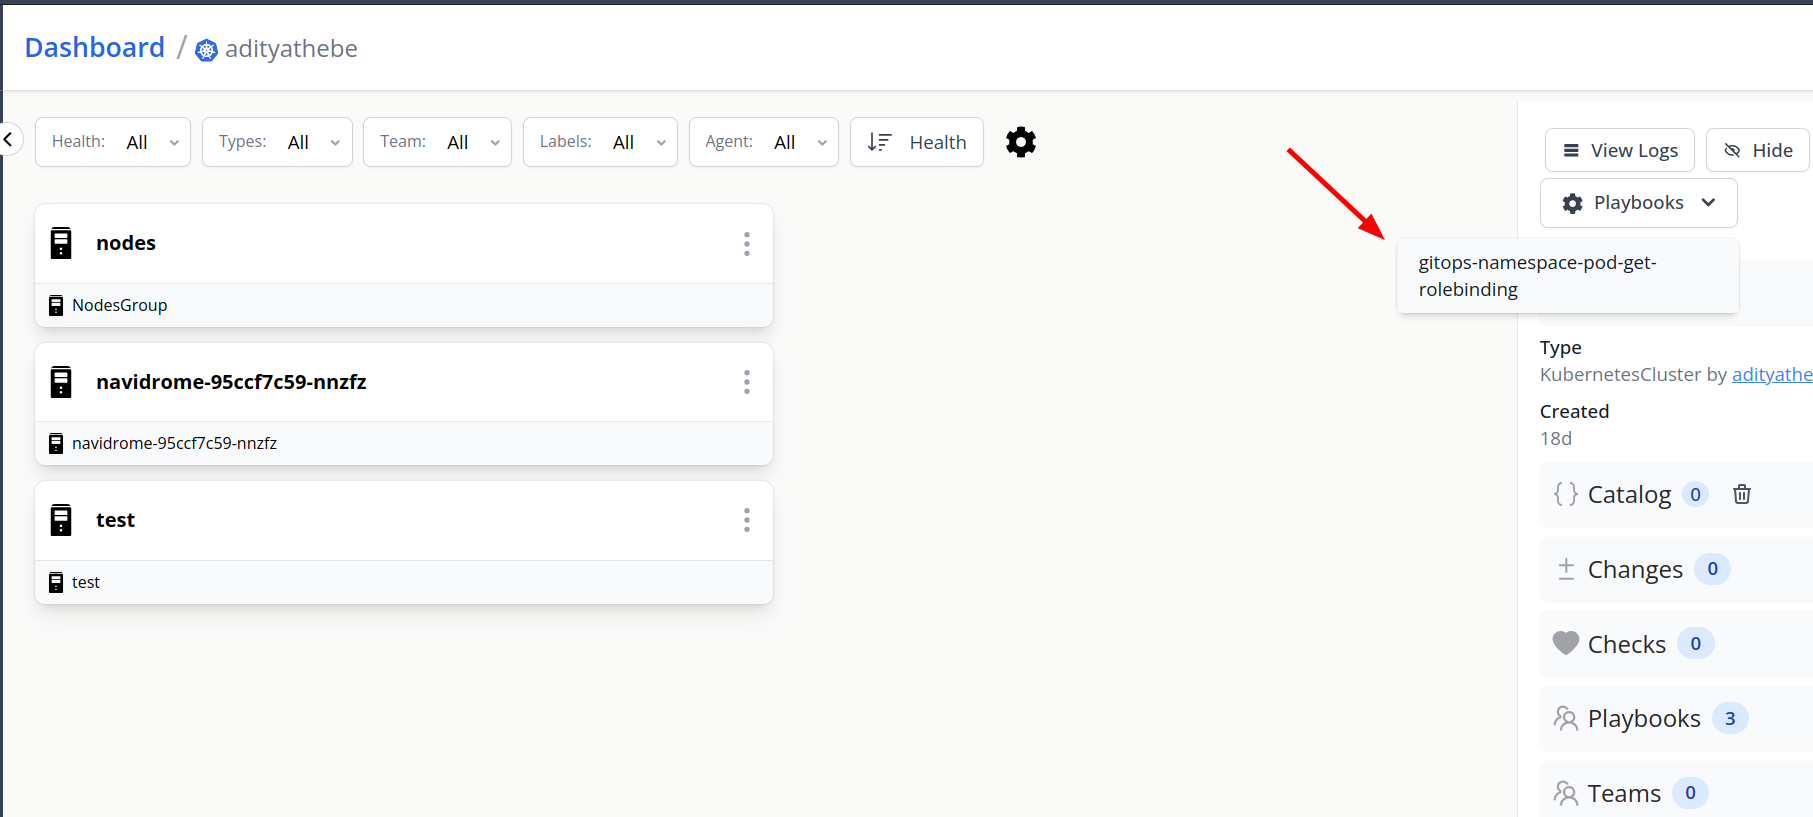 Dashboard / adityathebe
Health: All
Types: All
Team: All
Labels: All
Agent: All
Health
View Logs
Hide
Playbooks
gitops-namespace-pod-get-
rolebinding
nodes
NodesGroup
navidrome-95ccf7c59-nnzfz
navidrome-95ccf7c59-nnzfz
test
test
Type
KubernetesCluster by adityathe
Created
18d
Catalog 0
Changes 0
Checks 0
Playbooks 3
Teams 0